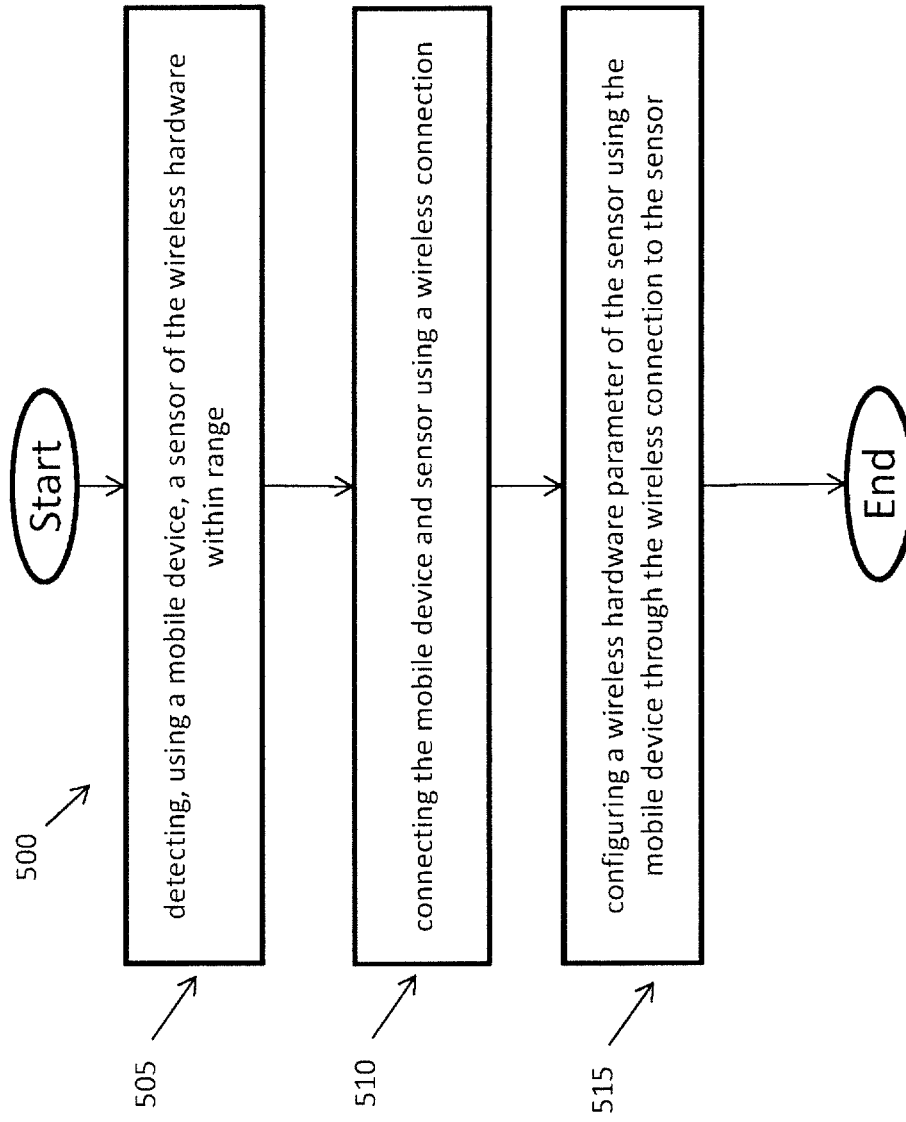 Start
500
505
detecting, using a mobile device, a sensor of the wireless hardware
within range
510
connecting the mobile device and sensor using a wireless connection
515
configuring a wireless hardware parameter of the sensor using the
mobile device through the wireless connection to the sensor
End